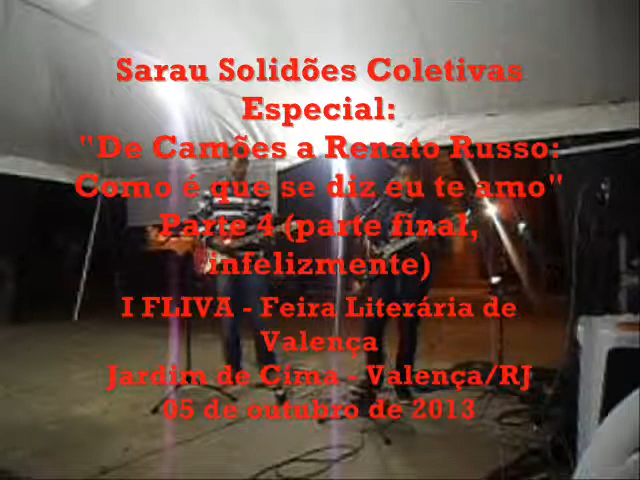 Sarau Solidões Coletivas
Especial:
"De Camões a Renato Russo:
Como é que se diz eu te amo"
Parte 4 (parte final,
infelizmente)
I FLIVA - Feira Literária de
Valença
Jardim de Cima - Valença/RJ
05 de outubro de 2013